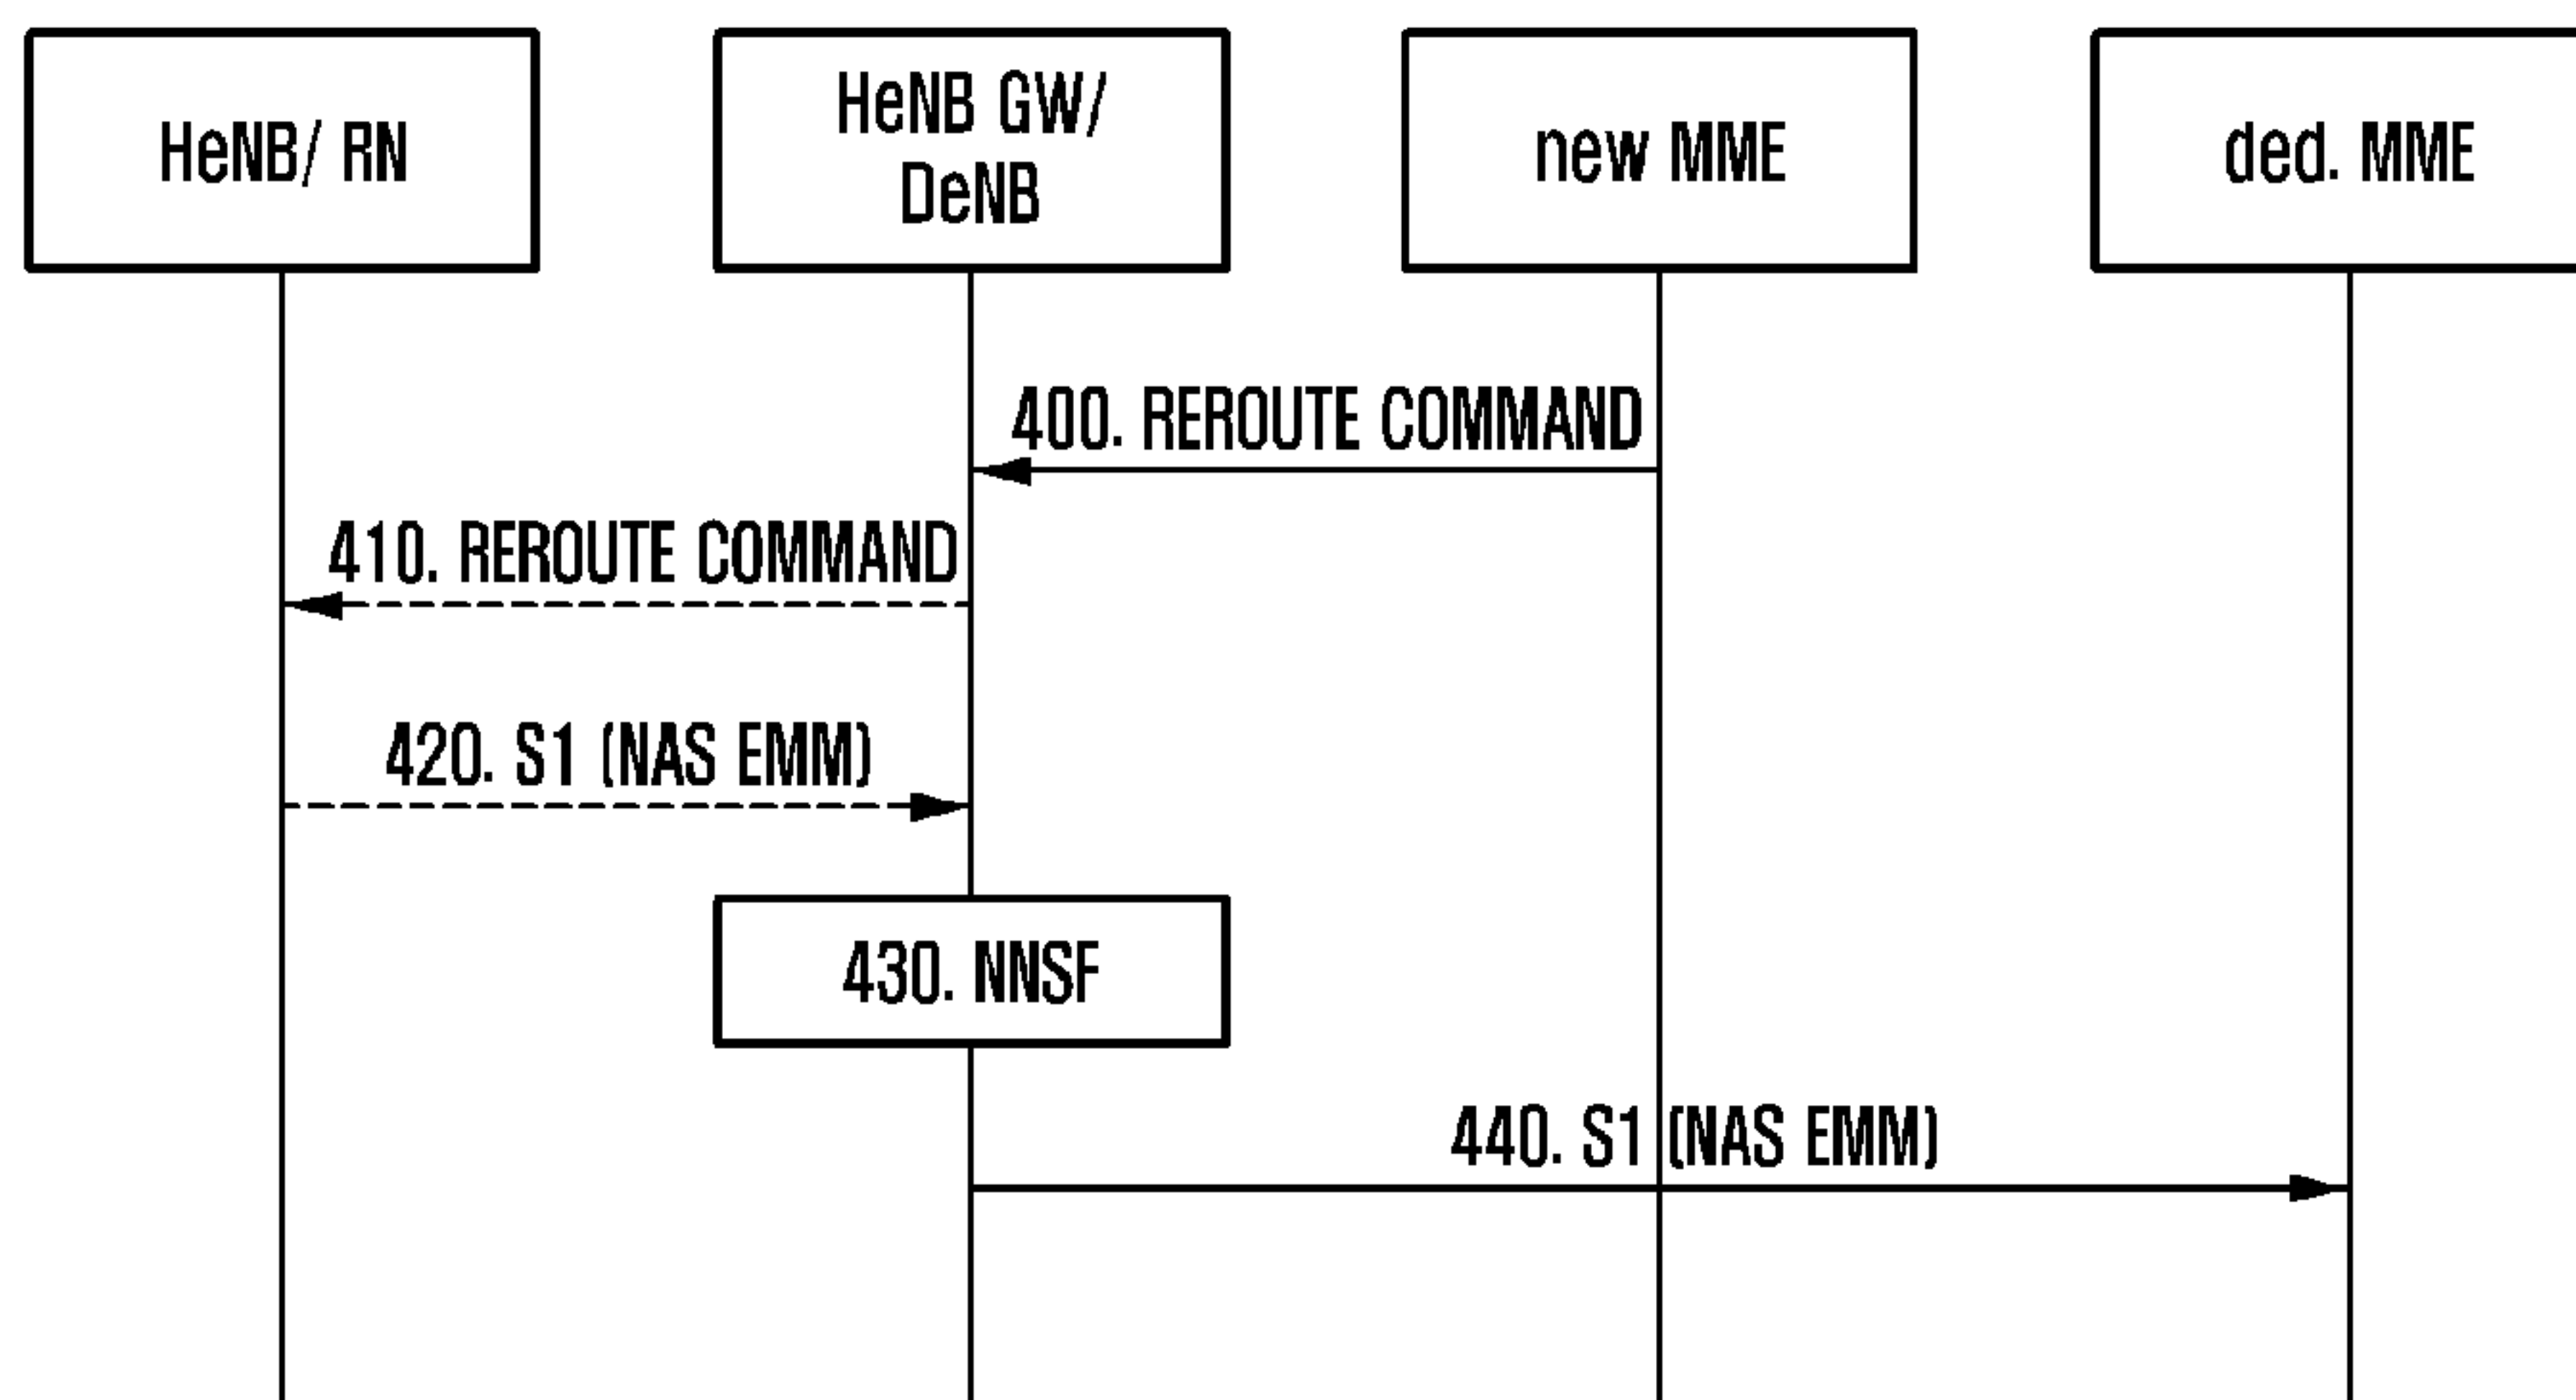 HeNB/ RN
HeNB GW/
DeNB
new MME
ded. MME
400. REROUTE COMMAND
410. REROUTE COMMAND
420. S1 (NAS EMM)
430. NNSF
440. S1 (NAS EMM)